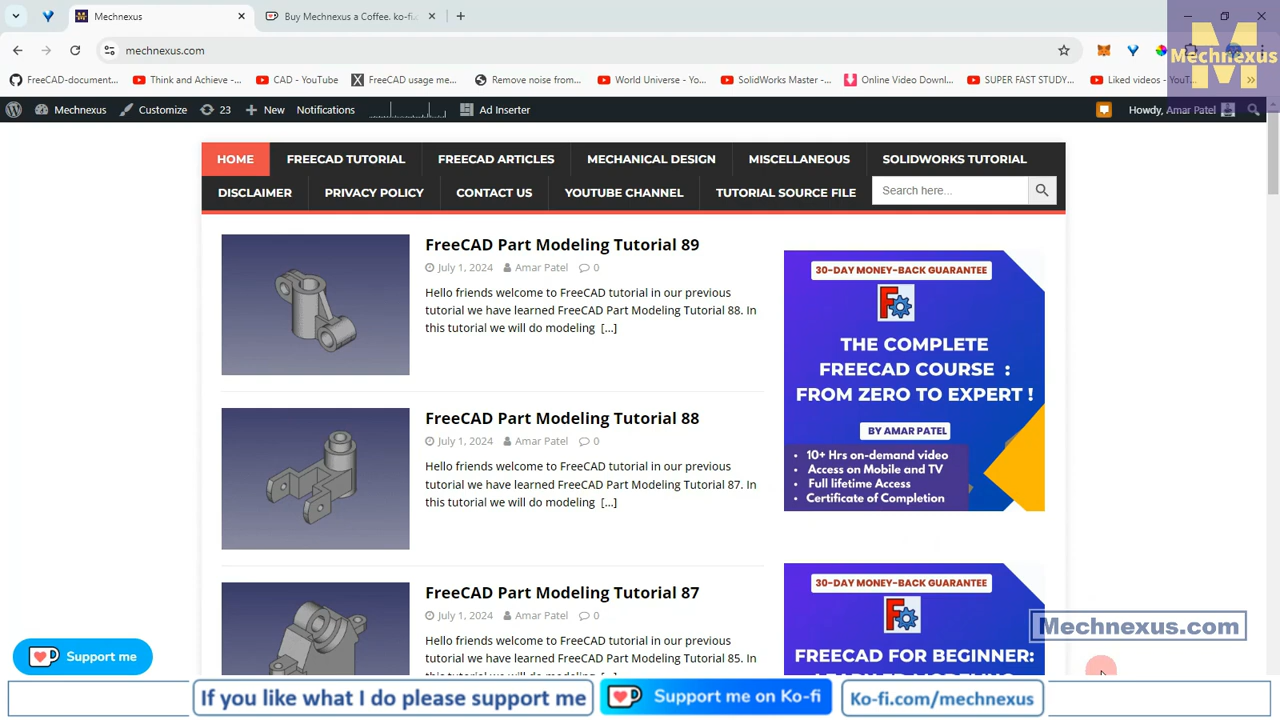 Mechnexus
Buy Mechnexus a Coffee. ko-fi.c
mechnexus.com
FreeCAD-document...
Think and Achieve -...
CAD - YouTube
FreeCAD usage me...
Remove noise from...
World Universe - Yo...
SolidWorks Master -...
Online Video Downl...
SUPER FAST STUDY...
Liked videos - YouT...
Mechnexus
Mechnexus
Customize
23
New
Notifications
Ad Inserter
Howdy, Amar Patel
HOME
FREECAD TUTORIAL
FREECAD ARTICLES
MECHANICAL DESIGN
MISCELLANEOUS
SOLIDWORKS TUTORIAL
DISCLAIMER
PRIVACY POLICY
CONTACT US
YOUTUBE CHANNEL
TUTORIAL SOURCE FILE
Search here...
FreeCAD Part Modeling Tutorial 89
July 1, 2024 Amar Patel 0
Hello friends welcome to FreeCAD tutorial in our previous
tutorial we have learned FreeCAD Part Modeling Tutorial 88. In
this tutorial we will do modeling [...]
FreeCAD Part Modeling Tutorial 88
July 1, 2024 Amar Patel 0
Hello friends welcome to FreeCAD tutorial in our previous
tutorial we have learned FreeCAD Part Modeling Tutorial 87. In
this tutorial we will do modeling [...]
FreeCAD Part Modeling Tutorial 87
July 1, 2024 Amar Patel 0
Hello friends welcome to FreeCAD tutorial in our previous
tutorial we have learned FreeCAD Part Modeling Tutorial 85. In
30-DAY MONEY-BACK GUARANTEE
THE COMPLETE
FREECAD COURSE :
FROM ZERO TO EXPERT !
BY AMAR PATEL
• 10+ Hrs on-demand video
• Access on Mobile and TV
• Full lifetime Access
• Certificate of Completion
30-DAY MONEY-BACK GUARANTEE
FREECAD FOR BEGINNER:
Mechnexus.com
Support me
If you like what I do please support me
Support me on Ko-fi
Ko-fi.com/mechnexus